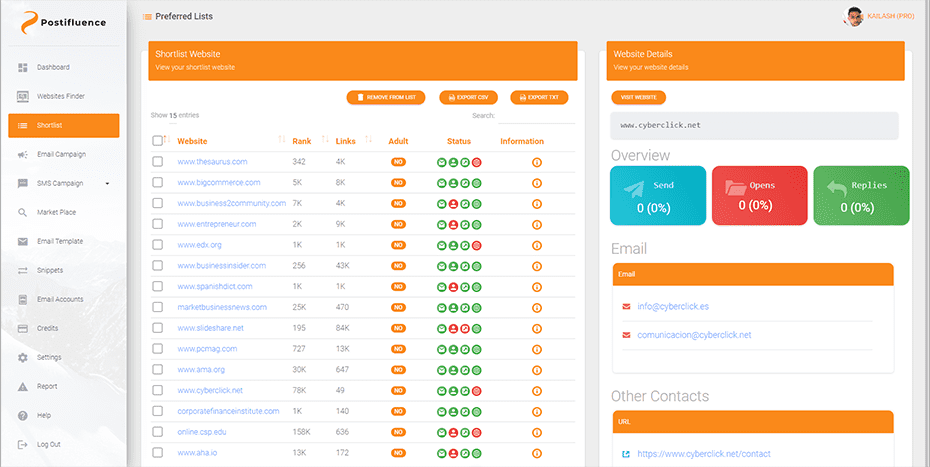 Postifluence
Preferred Lists
KAILASH (PRO)
Dashboard
Websites Finder
Shortlist
Email Campaign
SMS Campaign
Market Place
Email Template
Snippets
Email Accounts
Credits
Settings
Report
Help
Log Out
Shortlist Website
View your shortlist website
REMOVE FROM LIST EXPORT CSV EXPORT TXT
Show 15 entries Search:
Website Rank Links Adult Status Information
www.thesaurus.com 342 4K NO
www.bigcommerce.com 5K 8K NO
www.business2community.com 7K 4K NO
www.entrepreneur.com 2K 9K NO
www.edx.org 1K 1K NO
www.businessinsider.com 256 43K NO
www.spanishdict.com 1K 1K NO
marketbusinessnews.com 25K 470 NO
www.slideshare.net 195 84K NO
www.pcmag.com 727 13K NO
www.ama.org 30K 647 NO
www.cyberclick.net 78K 49 NO
corporatefinanceinstitute.com 1K 140 NO
online.csp.edu 158K 636 NO
www.aha.io 13K 172 NO
Website Details
View your website details
VISIT WEBSITE
www.cyberclick.net
Overview
Send
0 (0%)
Opens
0 (0%)
Replies
0 (0%)
Email
Email
info@cyberclick.es
comunicacion@cyberclick.net
Other Contacts
URL
https://www.cyberclick.net/contact